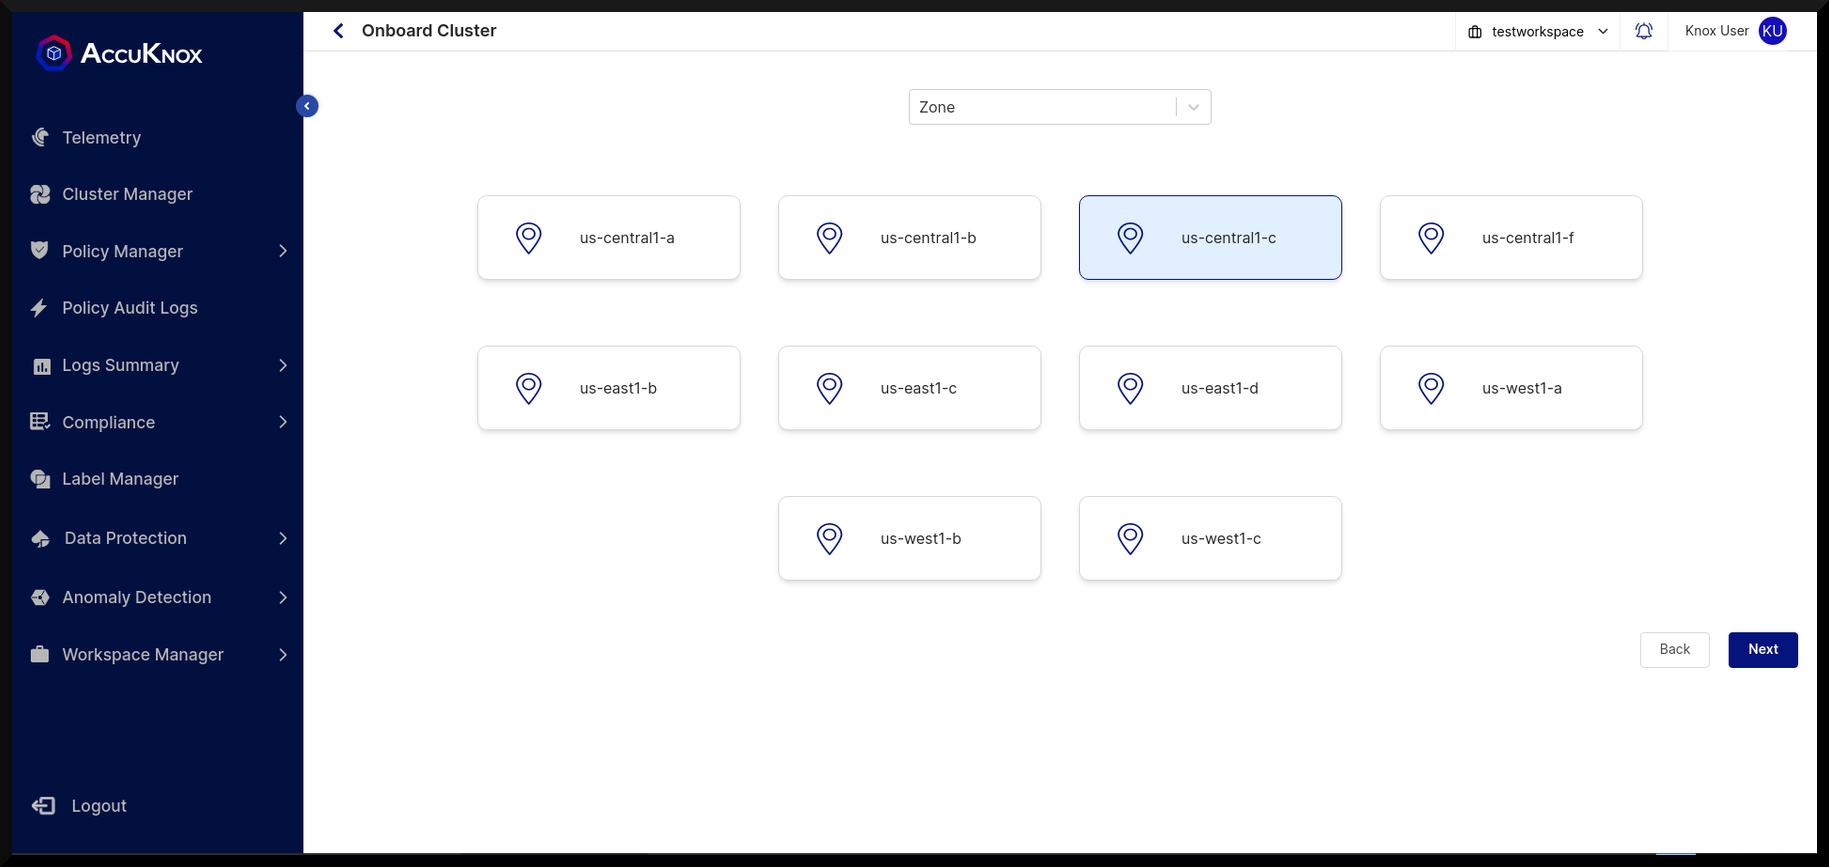 AccuKnox
Onboard Cluster
testworkspace
Knox User
KU
Telemetry
Cluster Manager
Policy Manager
Policy Audit Logs
Logs Summary
Compliance
Label Manager
Data Protection
Anomaly Detection
Workspace Manager
Logout
Zone
us-central1-a
us-central1-b
us-central1-c
us-central1-f
us-east1-b
us-east1-c
us-east1-d
us-west1-a
us-west1-b
us-west1-c
Back
Next